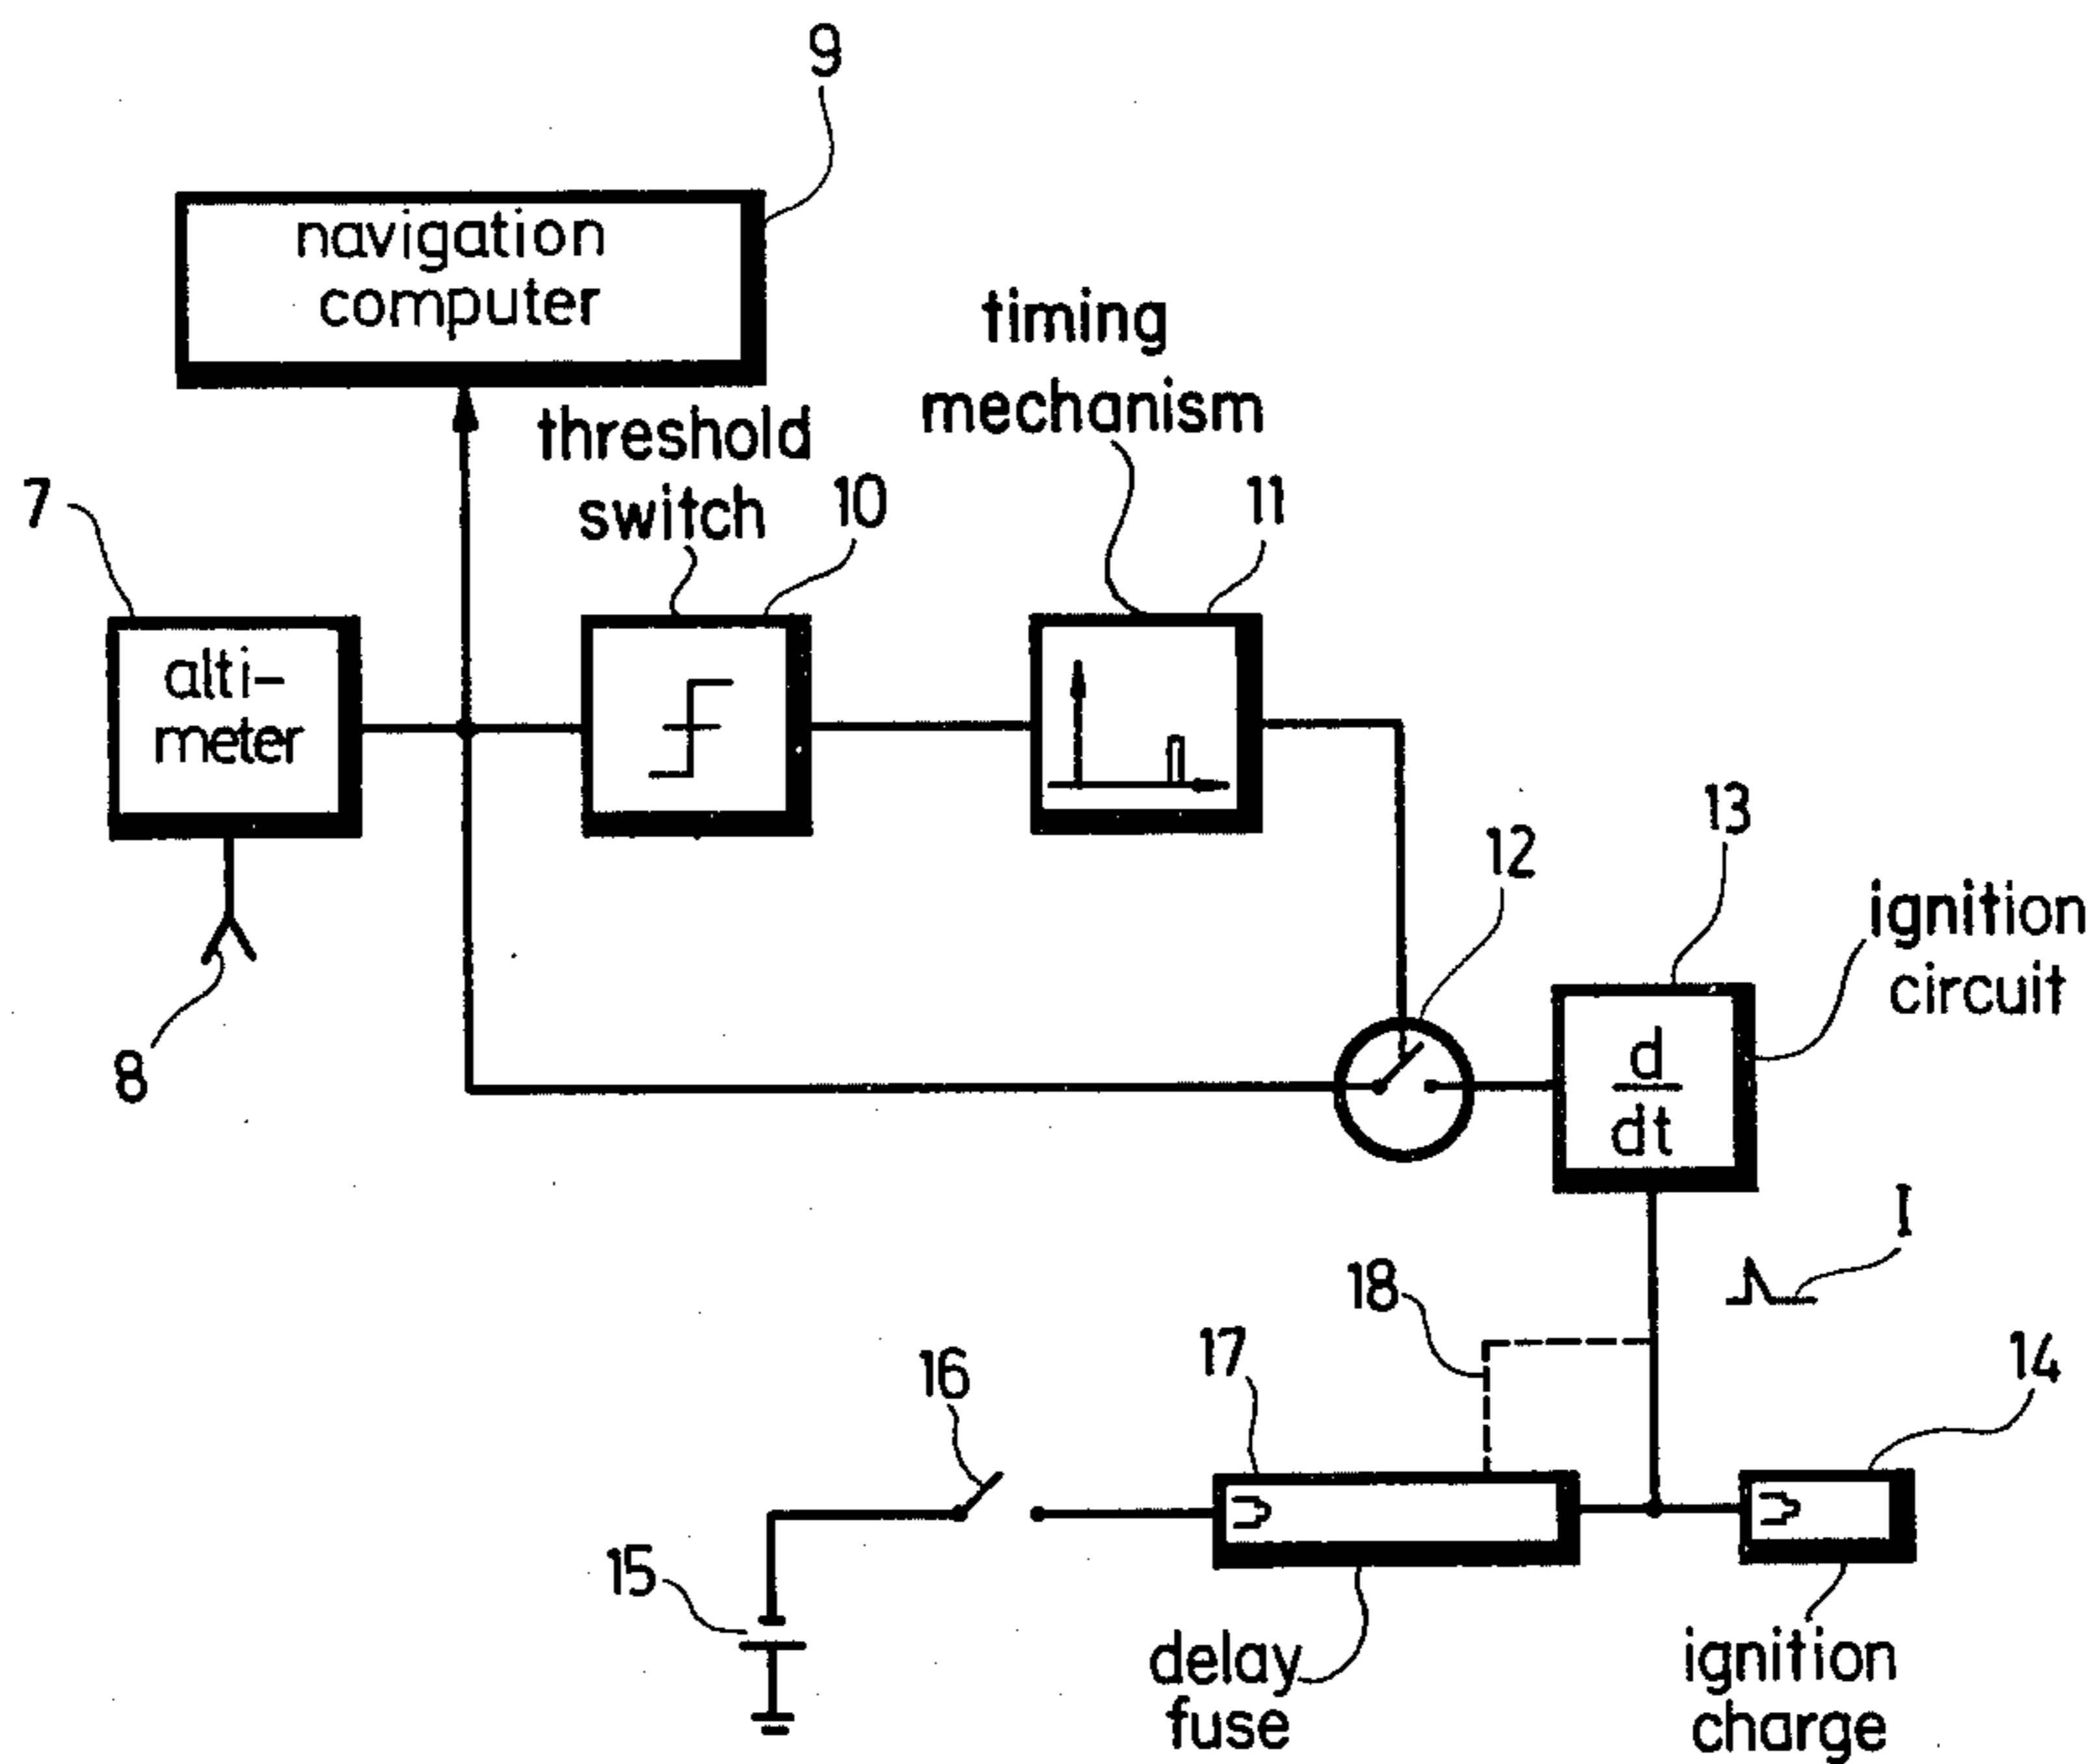 9
navigation
computer
timing
mechanism
threshold
switch
7
10
11
alti-
meter
12
13
ignition
circuit
8
d
dt
I
18
17
14
16
15
delay
fuse
ignition
charge